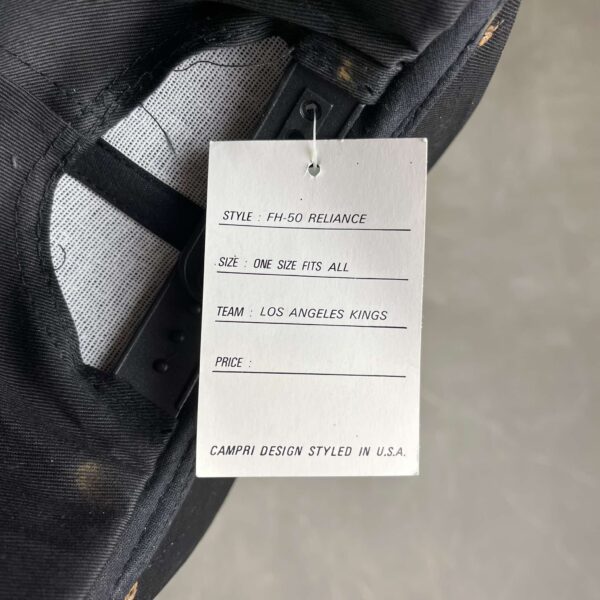 STYLE : FH-50 RELIANCE
SIZE : ONE SIZE FITS ALL
TEAM : LOS ANGELES KINGS
PRICE :
CAMPRI DESIGN STYLED IN U.S.A.